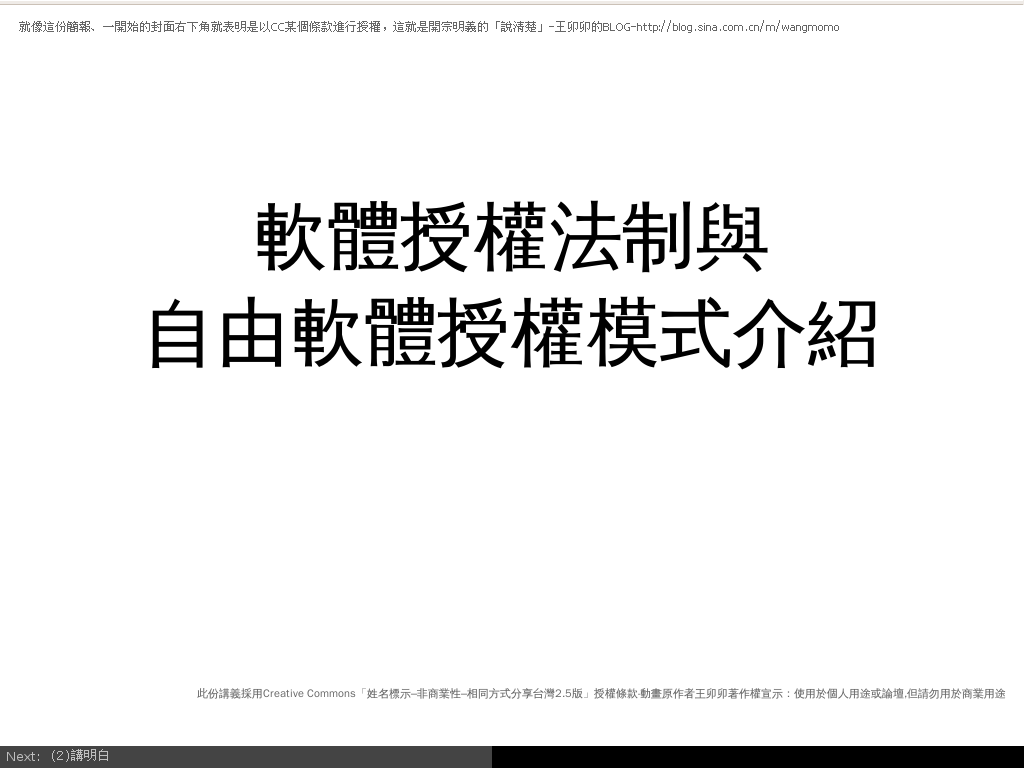 就像這份簡報、一開始的封面右下角就表明是以CC某個條款進行授權，這就是開宗明義的「說清楚」-王卯卯的BLOG-http://blog.sina.com.cn/m/wangmomo
軟體授權法制與
自由軟體授權模式介紹
此份講義採用Creative Commons「姓名標示─非商業性─相同方式分享台灣2.5版」授權條款‧動畫原作者王卯卯著作權宣示：使用於個人用途或論壇,但請勿用於商業用途
Next: (2)講明白